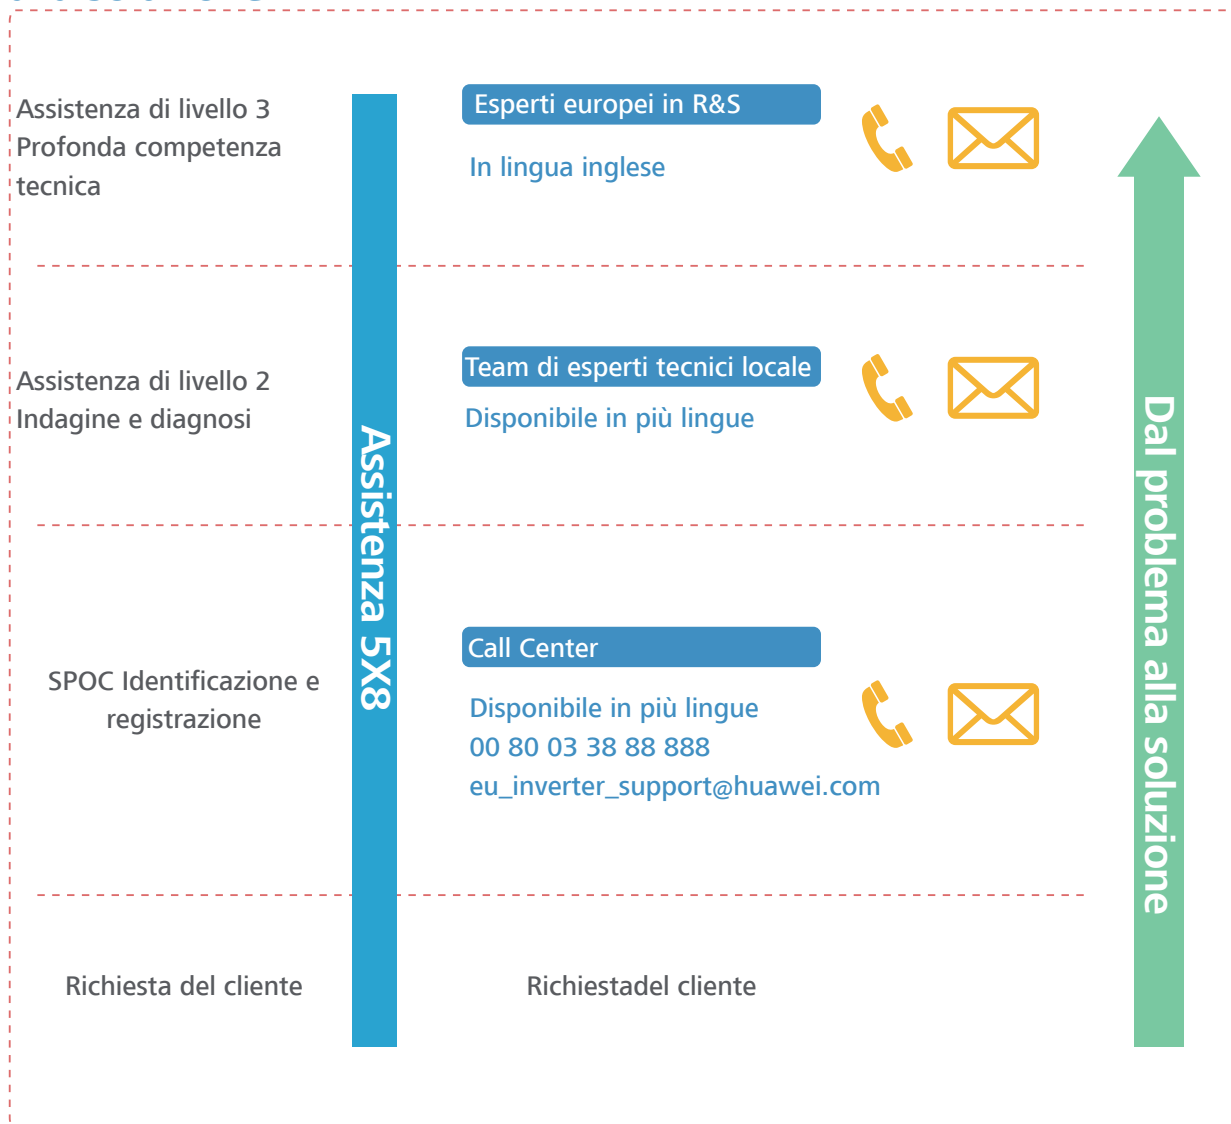 Assistenza di livello 3
Profonda competenza
tecnica
Esperti europei in R&S
In lingua inglese
Assistenza di livello 2
Indagine e diagnosi
Team di esperti tecnici locale
Disponibile in più lingue
Assistenza 5X8
Dal problema alla soluzione
SPOC Identificazione e
registrazione
Call Center
Disponibile in più lingue
00 80 03 38 88 888
eu_inverter_support@huawei.com
Richiesta del cliente
Richiestadel cliente